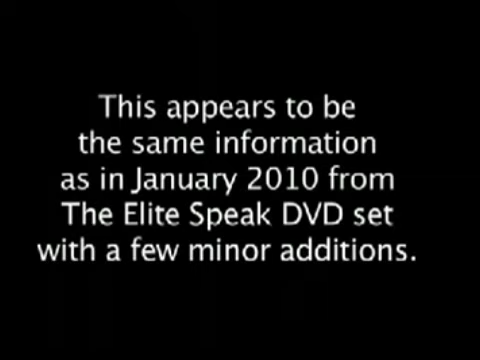 This appears to be
the same information
as in January 2010 from
The Elite Speak DVD set
with a few minor additions.